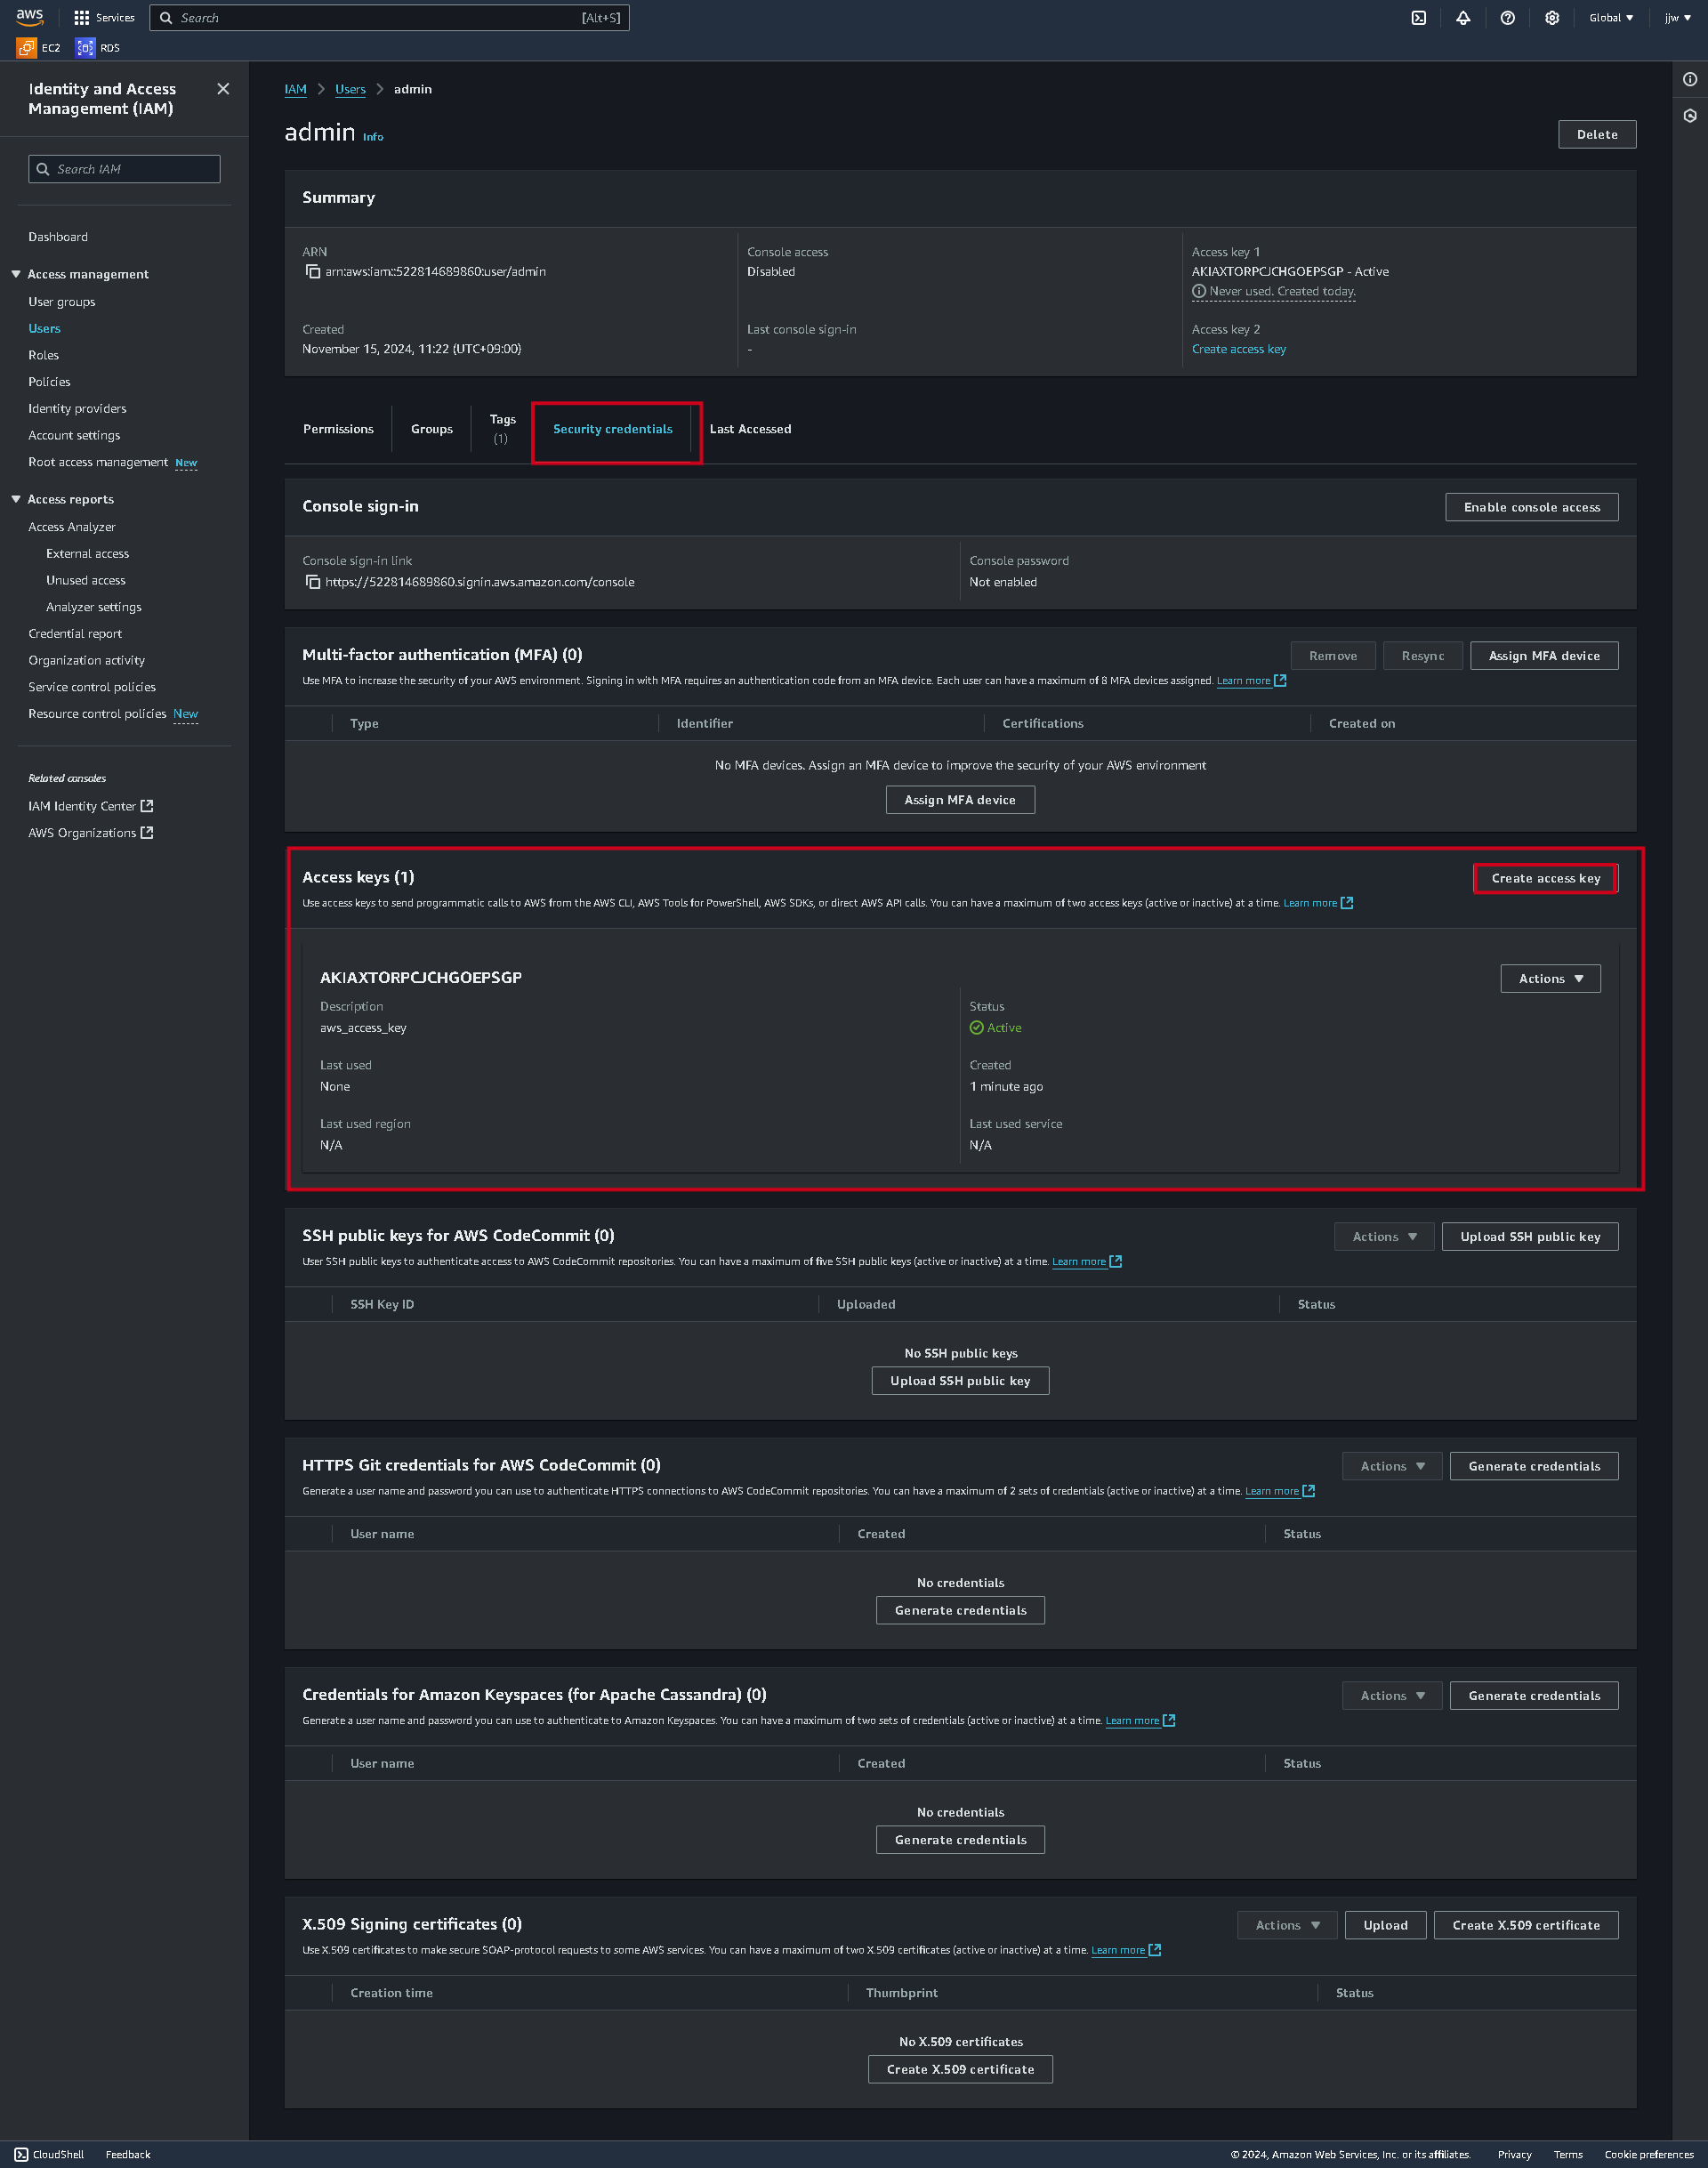 aws
Services
Search
[Alt+S]
Global
jjw
EC2
RDS
Identity and Access
Management (IAM)
Search IAM
Dashboard
Access management
User groups
Users
Roles
Policies
Identity providers
Account settings
Root access management New
Access reports
Access Analyzer
External access
Unused access
Analyzer settings
Credential report
Organization activity
Service control policies
Resource control policies New
Related consoles
IAM Identity Center
AWS Organizations
IAM > Users > admin
admin Info
Delete
Summary
ARN
arn:aws:iam::522814689860:user/admin
Created
November 15, 2024, 11:22 (UTC+09:00)
Console access
Disabled
Last console sign-in
-
Access key 1
AKIAXTORPCJCHGOEPSGP - Active
Never used. Created today.
Access key 2
Create access key
Permissions
Groups
Tags
(1)
Security credentials
Last Accessed
Console sign-in
Enable console access
Console sign-in link
https://522814689860.signin.aws.amazon.com/console
Console password
Not enabled
Multi-factor authentication (MFA) (0)
Remove
Resync
Assign MFA device
Use MFA to increase the security of your AWS environment. Signing in with MFA requires an authentication code from an MFA device. Each user can have a maximum of 8 MFA devices assigned. Learn more
Type
Identifier
Certifications
Created on
No MFA devices. Assign an MFA device to improve the security of your AWS environment
Assign MFA device
Access keys (1)
Create access key
Use access keys to send programmatic calls to AWS from the AWS CLI, AWS Tools for PowerShell, AWS SDKs, or direct AWS API calls. You can have a maximum of two access keys (active or inactive) at a time. Learn more
AKIAXTORPCJCHGOEPSGP
Actions
Description
aws_access_key
Status
Active
Last used
None
Created
1 minute ago
Last used region
N/A
Last used service
N/A
SSH public keys for AWS CodeCommit (0)
Actions
Upload SSH public key
User SSH public keys to authenticate access to AWS CodeCommit repositories. You can have a maximum of five SSH public keys (active or inactive) at a time. Learn more
SSH Key ID
Uploaded
Status
No SSH public keys
Upload SSH public key
HTTPS Git credentials for AWS CodeCommit (0)
Actions
Generate credentials
Generate a user name and password you can use to authenticate HTTPS connections to AWS CodeCommit repositories. You can have a maximum of 2 sets of credentials (active or inactive) at a time. Learn more
User name
Created
Status
No credentials
Generate credentials
Credentials for Amazon Keyspaces (for Apache Cassandra) (0)
Actions
Generate credentials
Generate a user name and password you can use to authenticate to Amazon Keyspaces. You can have a maximum of two sets of credentials (active or inactive) at a time. Learn more
User name
Created
Status
No credentials
Generate credentials
X.509 Signing certificates (0)
Actions
Upload
Create X.509 certificate
Use X.509 certificates to make secure SOAP-protocol requests to some AWS services. You can have a maximum of two X.509 certificates (active or inactive) at a time. Learn more
Creation time
Thumbprint
Status
No X.509 certificates
Create X.509 certificate
CloudShell
Feedback
© 2024, Amazon Web Services, Inc. or its affiliates.
Privacy
Terms
Cookie preferences